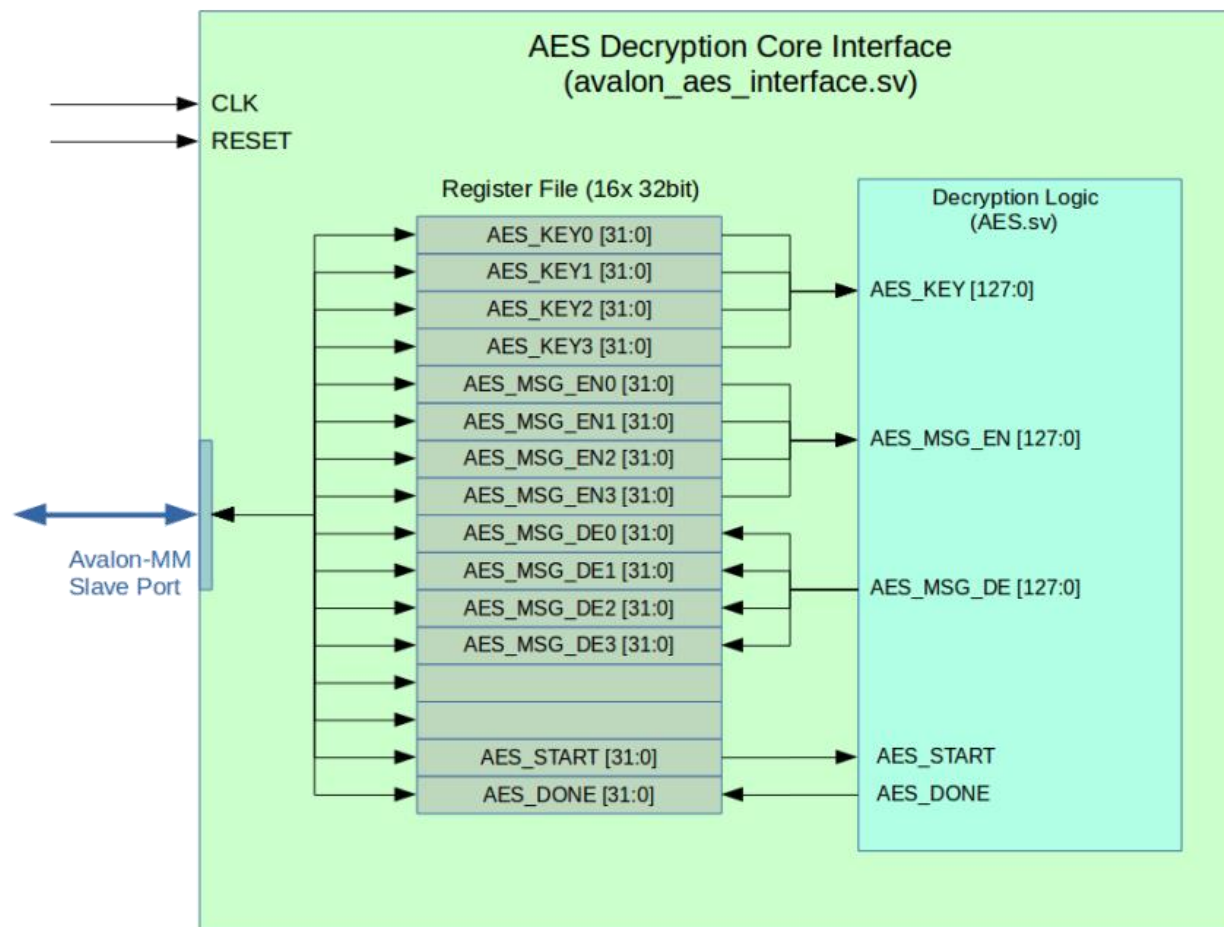 AES Decryption Core Interface
(avalon_aes_interface.sv)
CLK
RESET
Register File (16x 32bit)
Decryption Logic
(AES.sv)
AES_KEY0 [31:0]
AES_KEY1 [31:0]
AES_KEY2 [31:0]
AES_KEY3 [31:0]
AES_MSG_EN0 [31:0]
AES_MSG_EN1 [31:0]
AES_MSG_EN2 [31:0]
AES_MSG_EN3 [31:0]
AES_MSG_DE0 [31:0]
AES_MSG_DE1 [31:0]
AES_MSG_DE2 [31:0]
AES_MSG_DE3 [31:0]
AES_START [31:0]
AES_DONE [31:0]
AES_KEY [127:0]
AES_MSG_EN [127:0]
AES_MSG_DE [127:0]
AES_START
AES_DONE
Avalon-MM
Slave Port